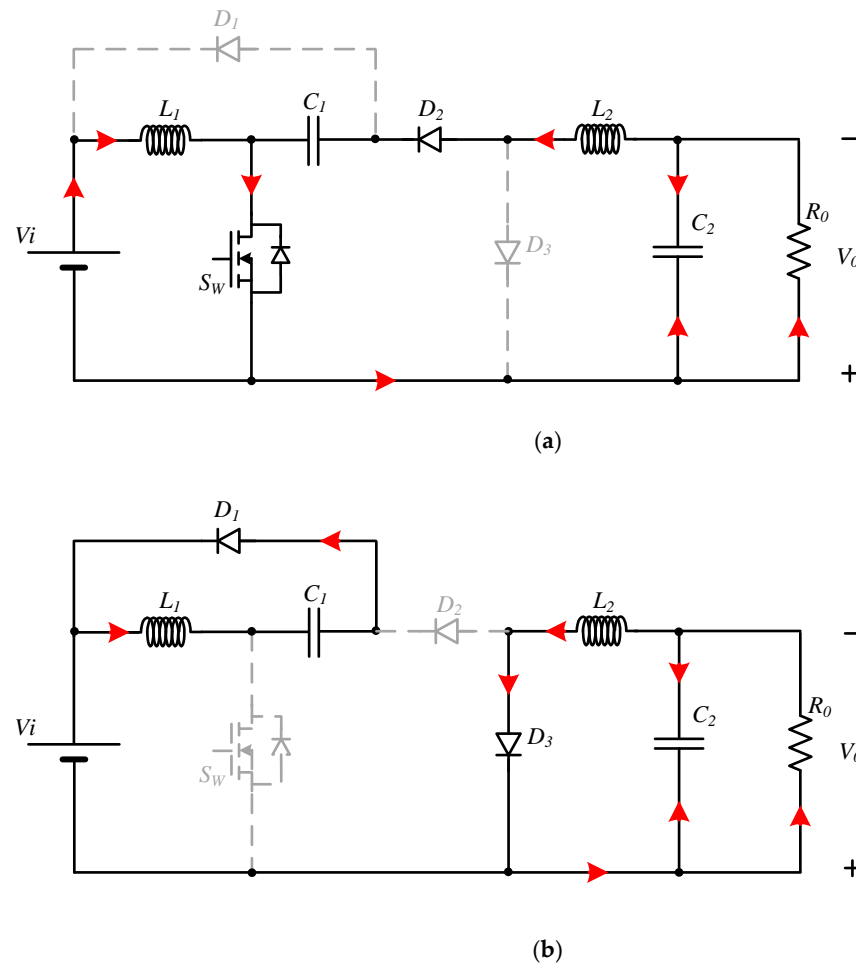 D1
L1
C1
D2
L2
Vi
SW
D3
C2
R0
V0
−
+
(a)
D1
L1
C1
D2
L2
Vi
SW
D3
C2
R0
V0
−
+
(b)